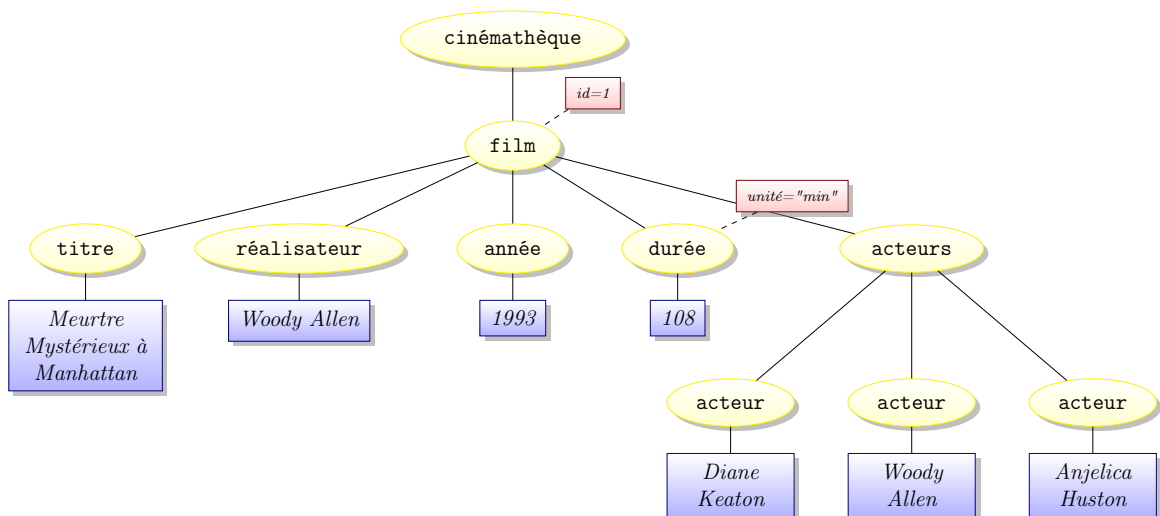 cinémathèque
id=1
film
unité="min"
titre
réalisateur
année
durée
acteurs
Meurtre
Mystérieux à
Manhattan
Woody Allen
1993
108
acteur
acteur
acteur
Diane
Keaton
Woody
Allen
Anjelica
Huston